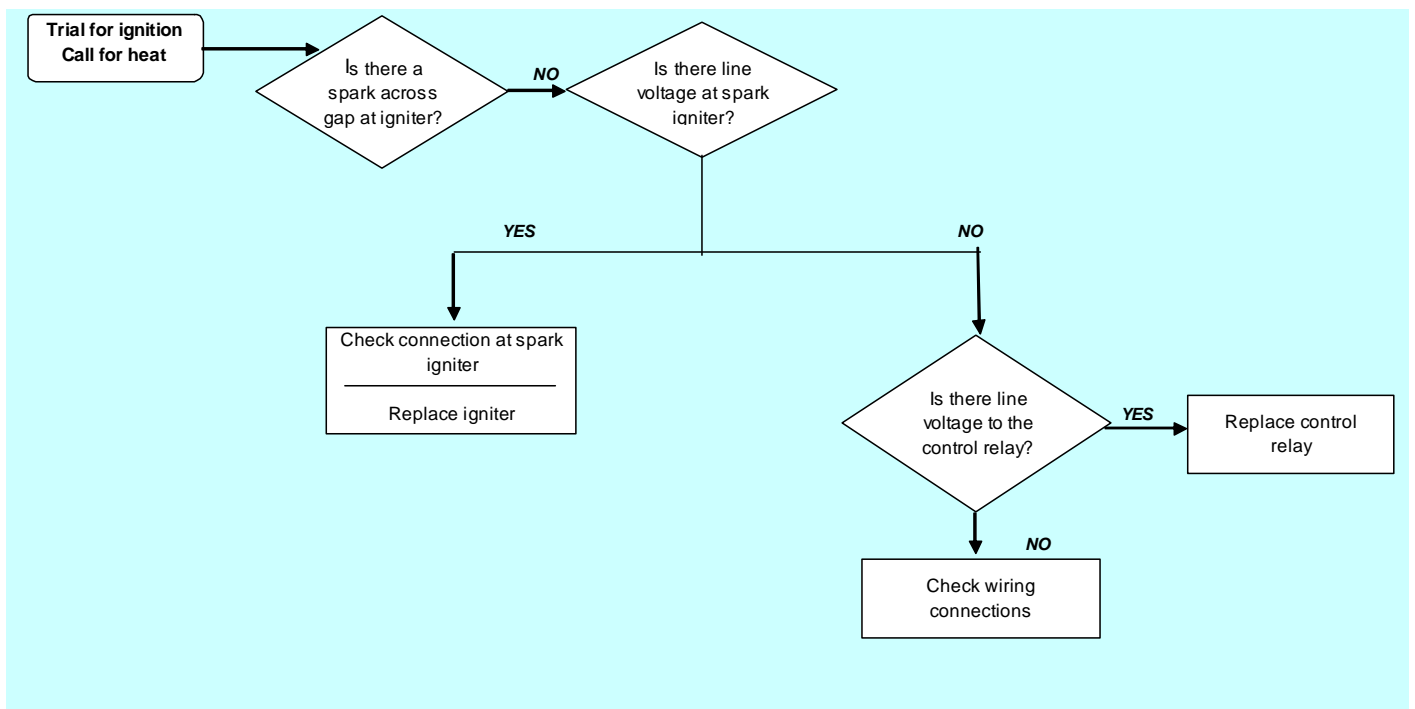 Trial for ignition
Call for heat
Is there a
spark across
gap at igniter?
NO
Is there line
voltage at spark
igniter?
YES
NO
Check connection at spark
igniter
Replace igniter
Is there line
voltage to the
control relay?
YES
Replace control
relay
NO
Check wiring
connections